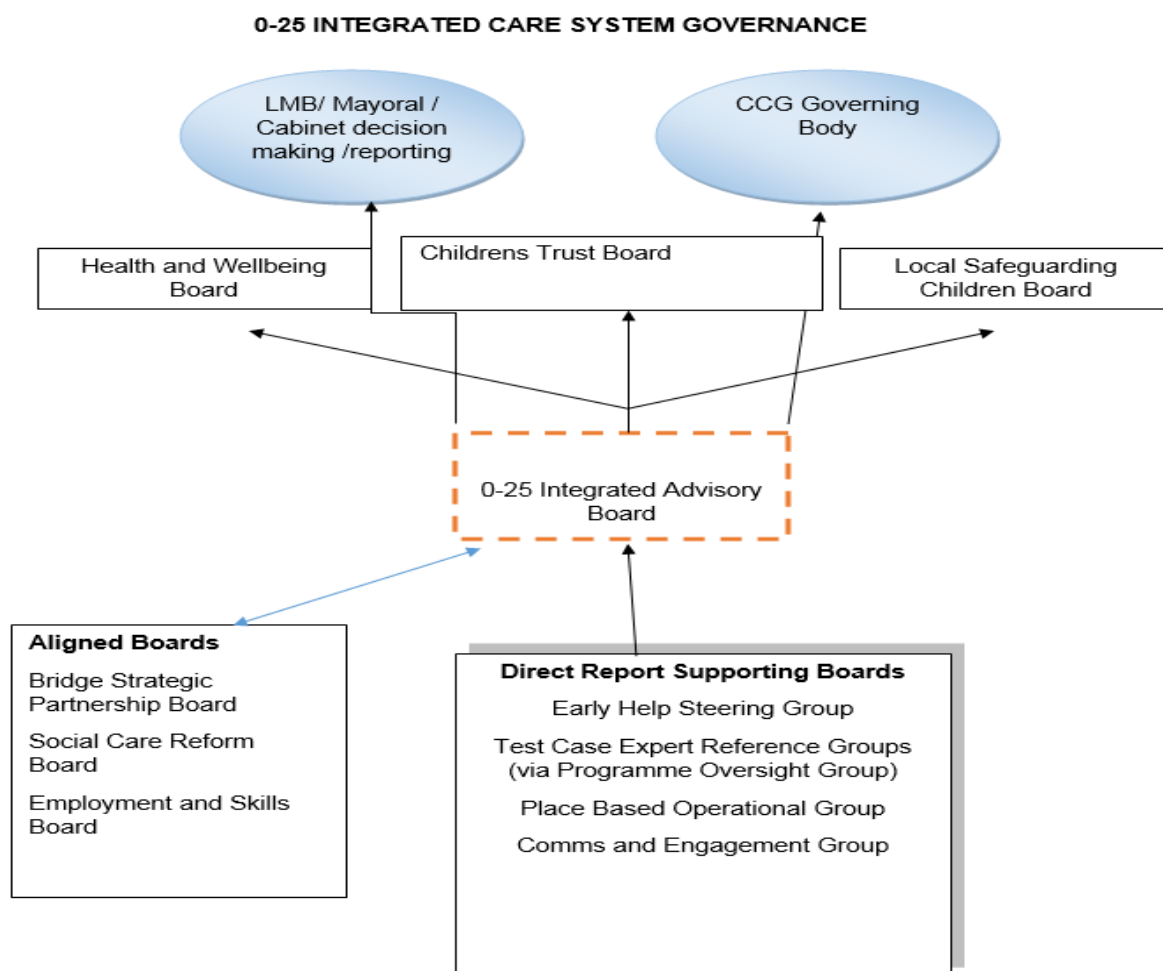 0-25 INTEGRATED CARE SYSTEM GOVERNANCE
LMB/ Mayoral /
Cabinet decision
making /reporting
CCG Governing
Body
Health and Wellbeing
Board
Childrens Trust Board
Local Safeguarding
Children Board
0-25 Integrated Advisory
Board
Aligned Boards
Bridge Strategic
Partnership Board
Social Care Reform
Board
Employment and Skills
Board
Direct Report Supporting Boards
Early Help Steering Group
Test Case Expert Reference Groups
(via Programme Oversight Group)
Place Based Operational Group
Comms and Engagement Group